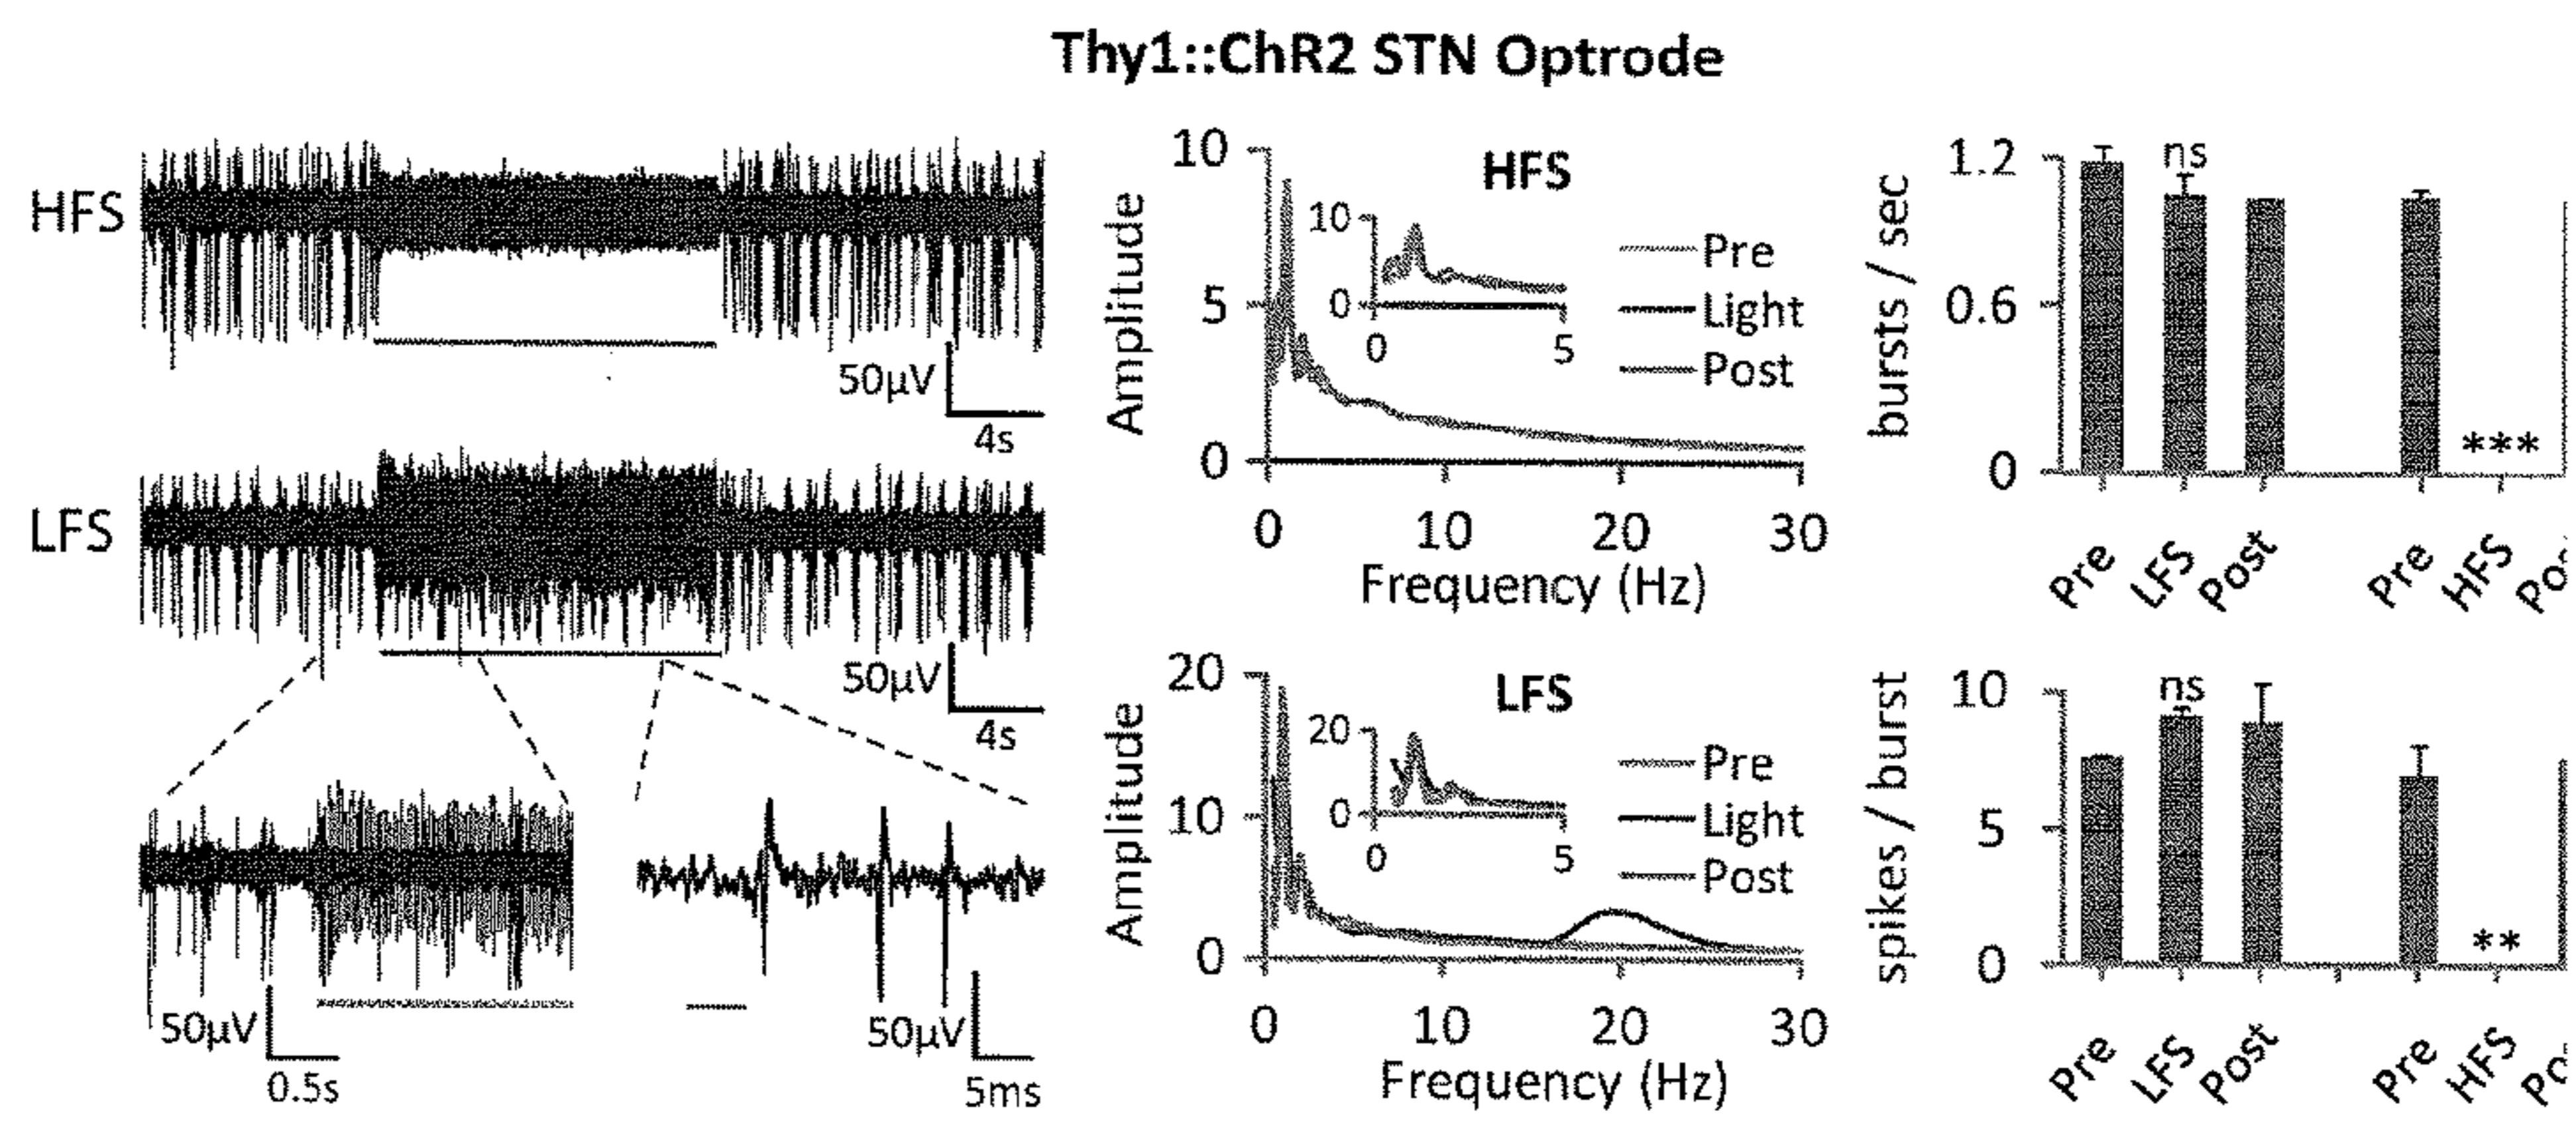 Thy1::ChR2 STN Optrode
HFS
50µV
4s
LFS
50µV
4s
50µV
0.5s
50µV
5ms
10
5
0
Amplitude
HFS
10
0
0
5
Pre
Light
Post
0
10
20
30
Frequency (Hz)
20
10
0
Amplitude
LFS
20
0
0
5
Pre
Light
Post
0
10
20
30
Frequency (Hz)
bursts / sec
1.2
0.6
0
ns
***
Pre
LFS
Post
Pre
HFS
spikes / burst
10
5
0
ns
**
Pre
LFS
Post
Pre
HFS